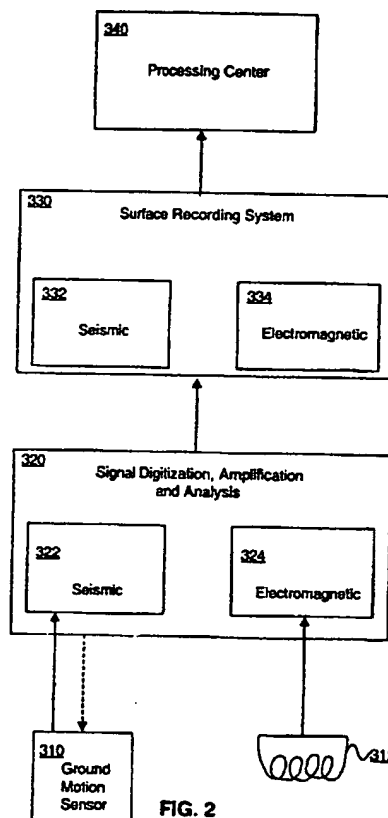 340
Processing Center
330
Surface Recording System
332
Seismic
334
Electromagnetic
320
Signal Digitization, Amplification
and Analysis
322
Seismic
324
Electromagnetic
310
Ground
Motion
Sensor
FIG. 2